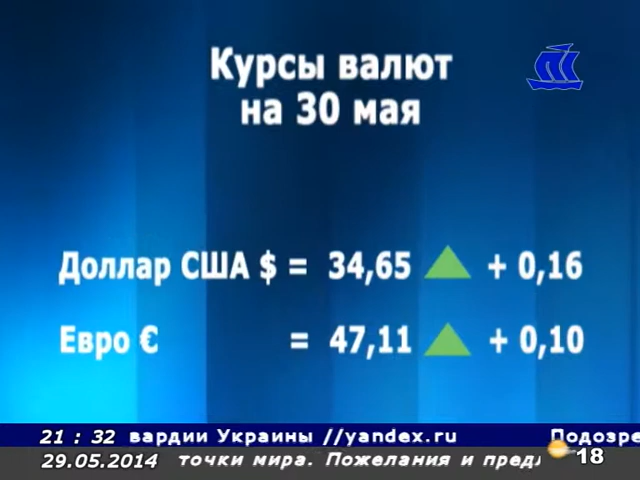 Курсы валют
на 30 мая
Доллар США $ = 34,65 + 0,16
Евро € = 47,11 + 0,10
21 : 32 вардии Украины //yandex.ru Подозре
29.05.2014 точки мира. Пожелания и пред 18